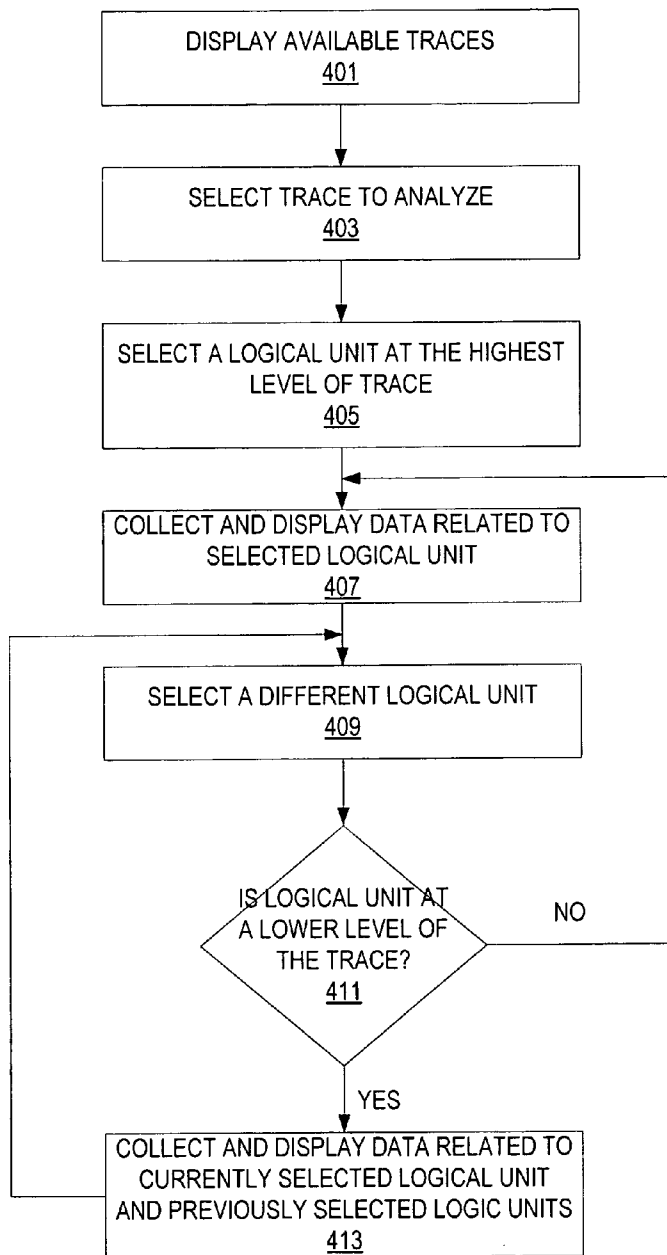 DISPLAY AVAILABLE TRACES
401
SELECT TRACE TO ANALYZE
403
SELECT A LOGICAL UNIT AT THE HIGHEST
LEVEL OF TRACE
405
COLLECT AND DISPLAY DATA RELATED TO
SELECTED LOGICAL UNIT
407
SELECT A DIFFERENT LOGICAL UNIT
409
IS LOGICAL UNIT AT
A LOWER LEVEL OF
THE TRACE?
411
NO
YES
COLLECT AND DISPLAY DATA RELATED TO
CURRENTLY SELECTED LOGICAL UNIT
AND PREVIOUSLY SELECTED LOGIC UNITS
413